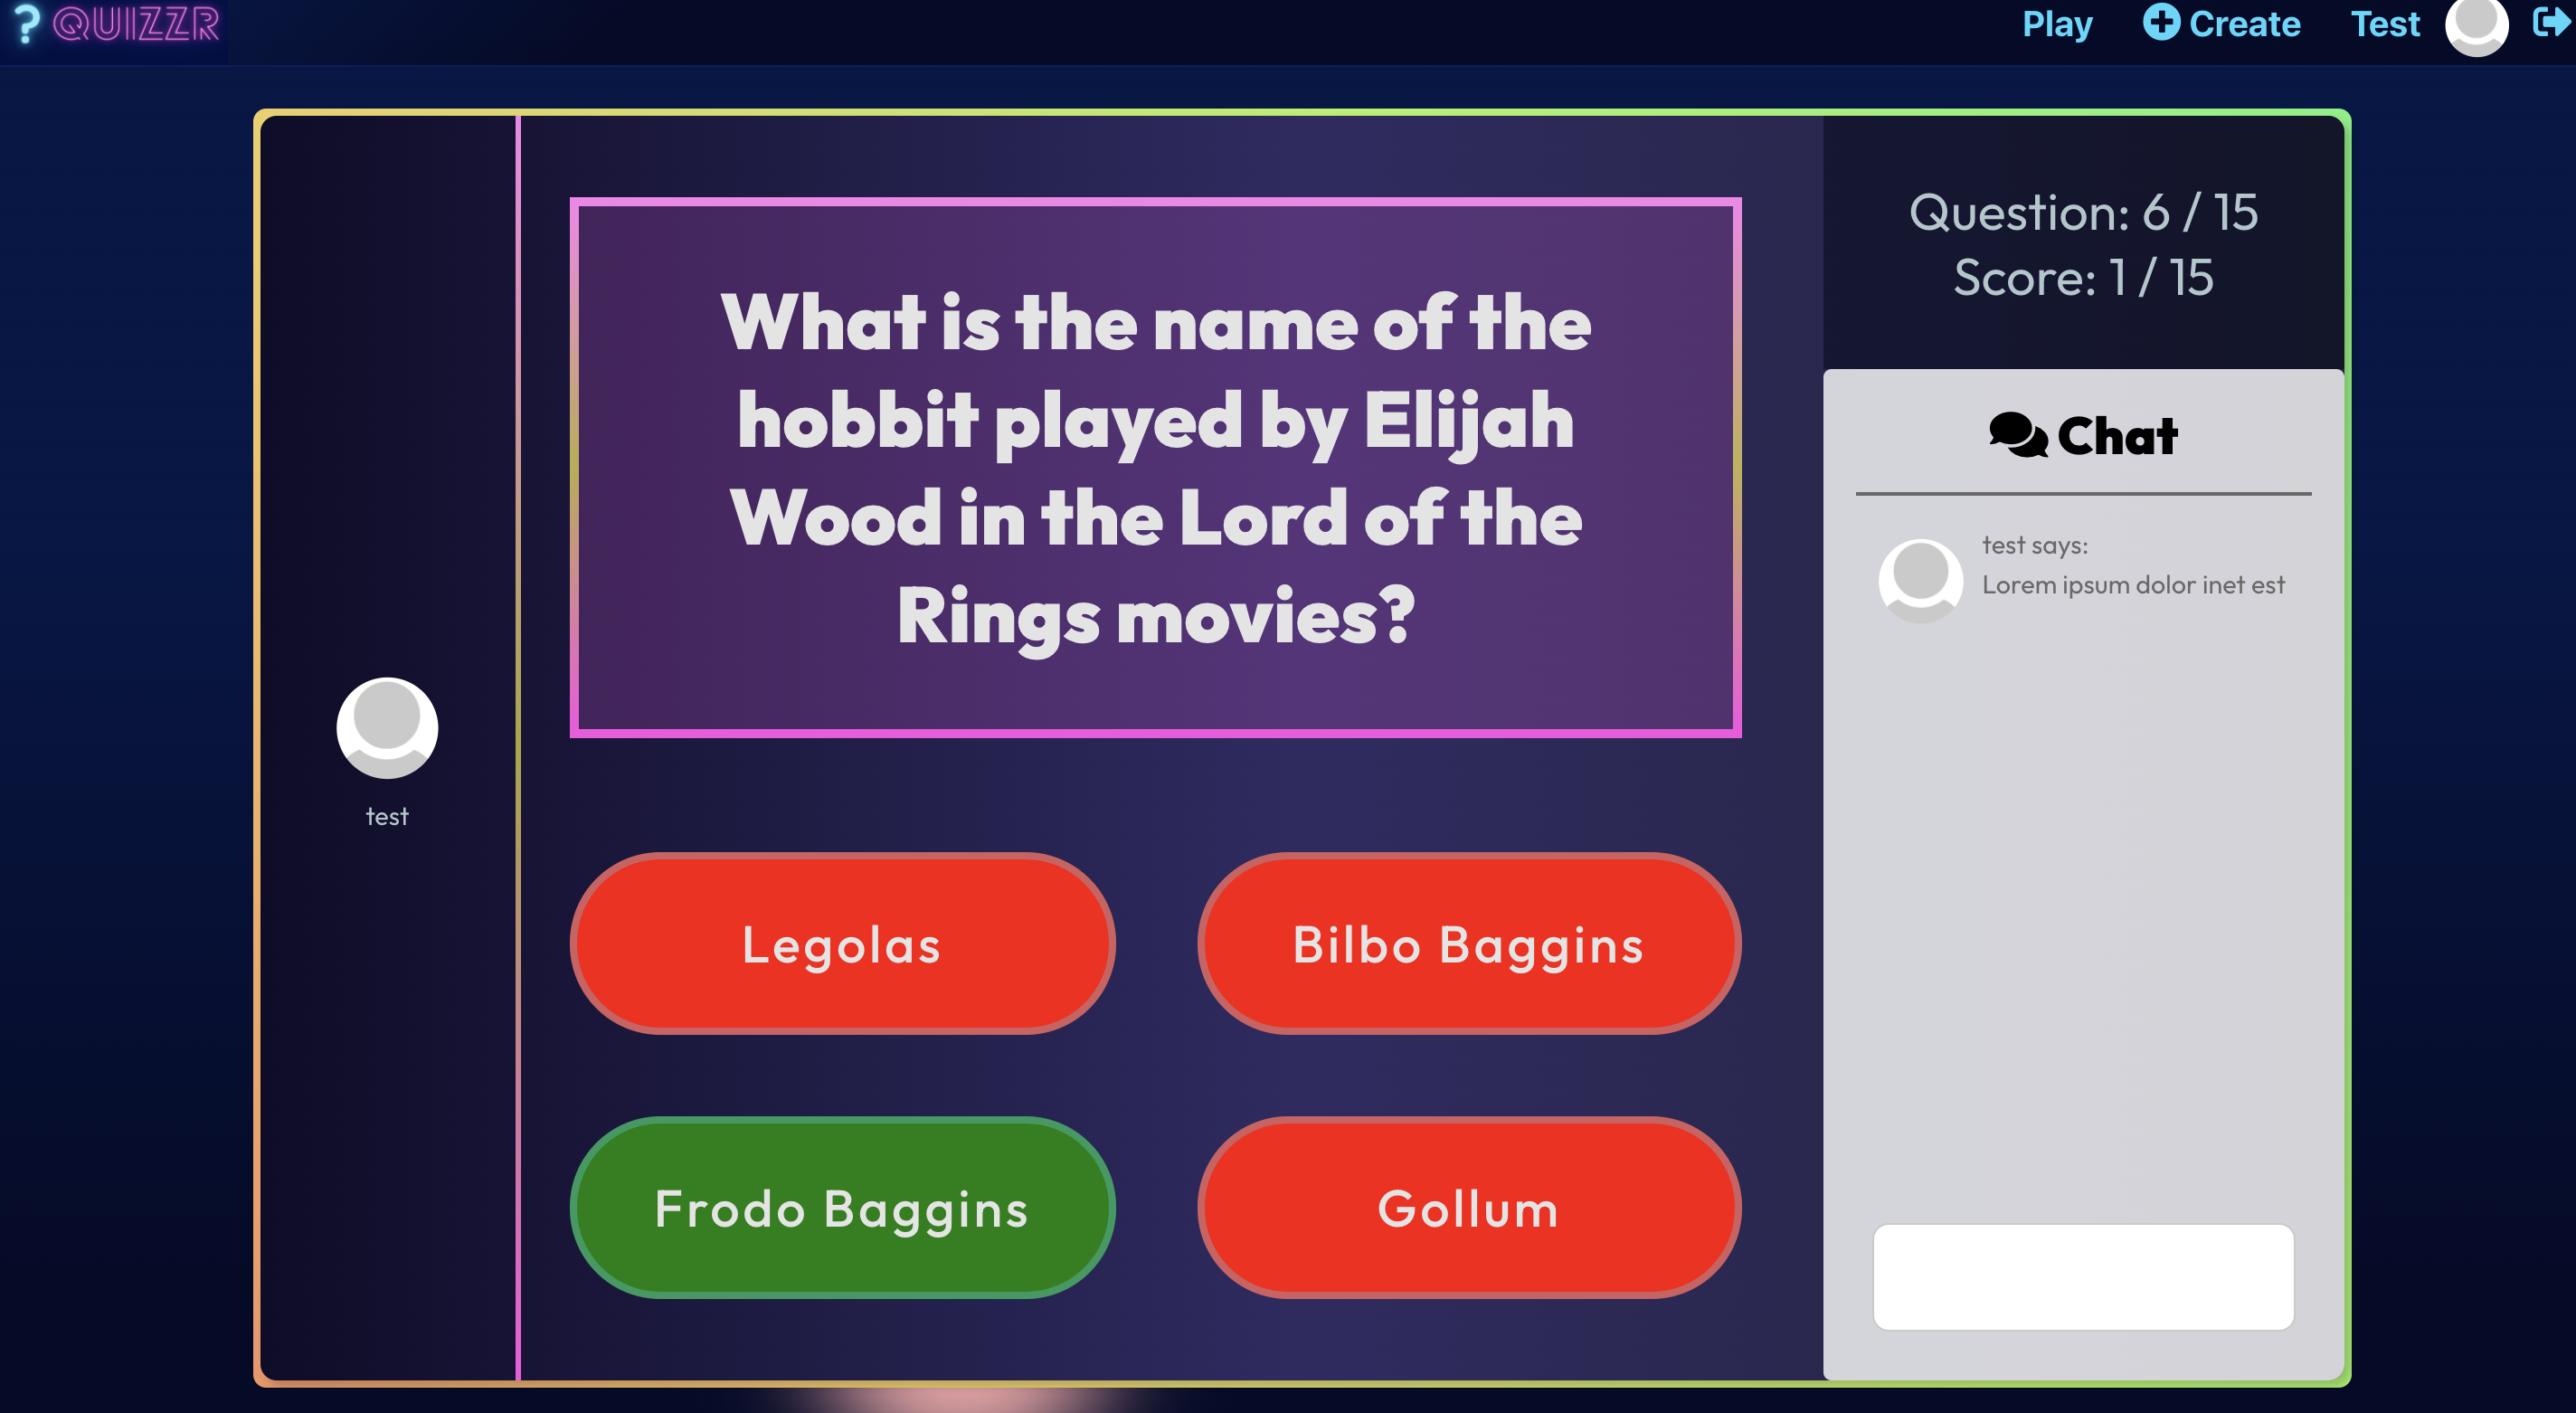 ? QUIZZR
Play
Create
Test
What is the name of the
hobbit played by Elijah
Wood in the Lord of the
Rings movies?
test
Legolas
Bilbo Baggins
Frodo Baggins
Gollum
Question: 6 / 15
Score: 1 / 15
Chat
test says:
Lorem ipsum dolor inet est